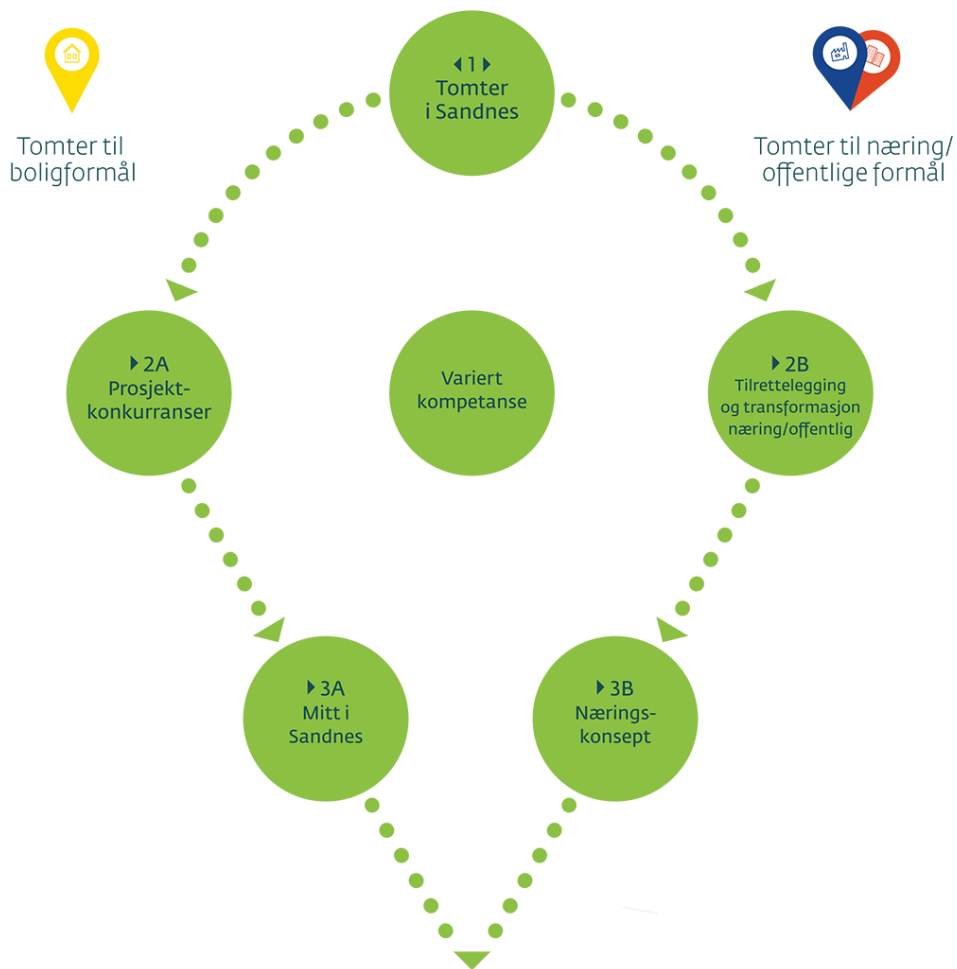 ◂1▸
Tomter
i Sandnes
Tomter til
boligformål
Tomter til næring/
offentlige formål
▸2A
Prosjekt-
konkurranser
Variert
kompetanse
▸2B
Tilrettelegging
og transformasjon
næring/offentlig
▸3A
Mitt i
Sandnes
▸3B
Nærings-
konsept